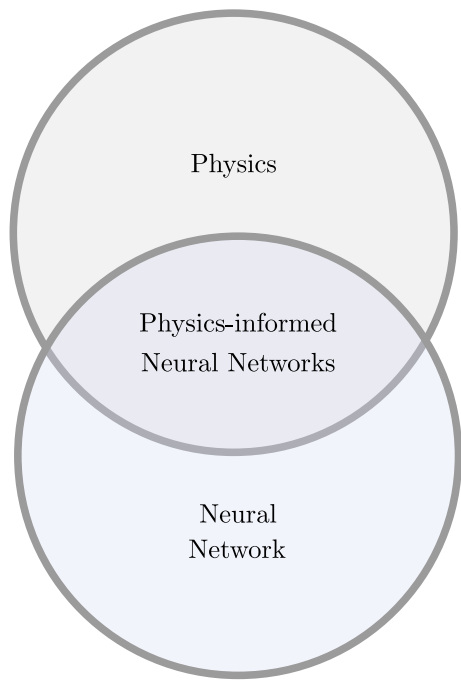 Physics
Physics-informed
Neural Networks
Neural
Network